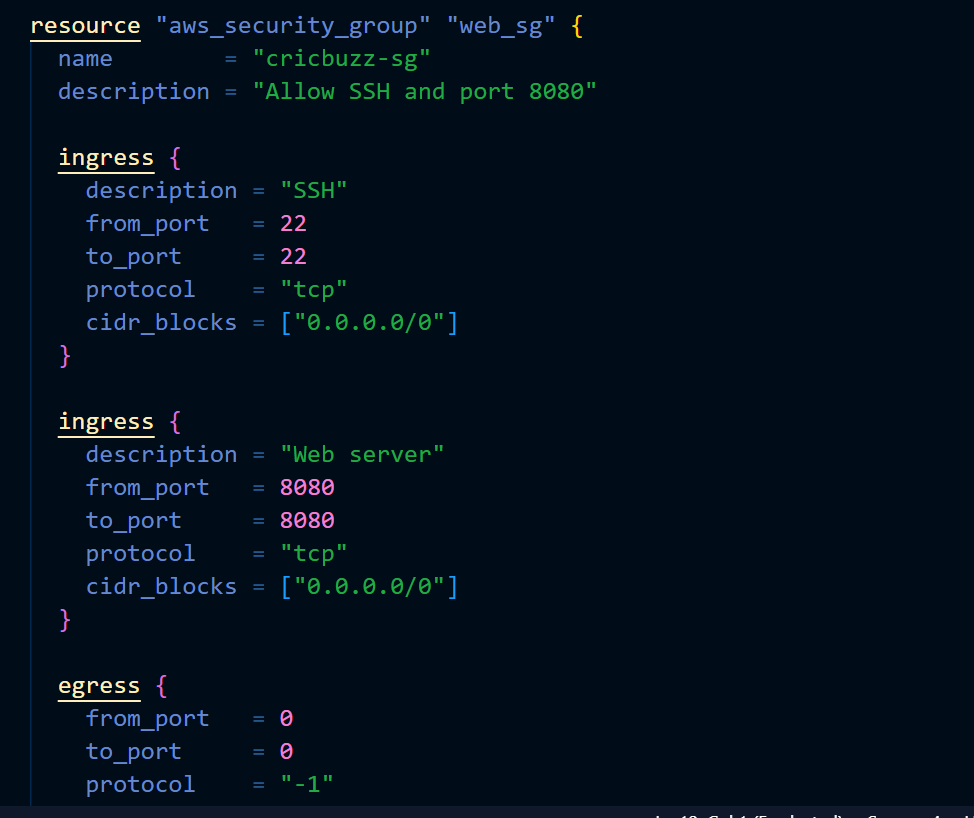 resource "aws_security_group" "web_sg" {
  name        = "cricbuzz-sg"
  description = "Allow SSH and port 8080"

  ingress {
    description = "SSH"
    from_port   = 22
    to_port     = 22
    protocol    = "tcp"
    cidr_blocks = ["0.0.0.0/0"]
  }

  ingress {
    description = "Web server"
    from_port   = 8080
    to_port     = 8080
    protocol    = "tcp"
    cidr_blocks = ["0.0.0.0/0"]
  }

  egress {
    from_port   = 0
    to_port     = 0
    protocol    = "-1"